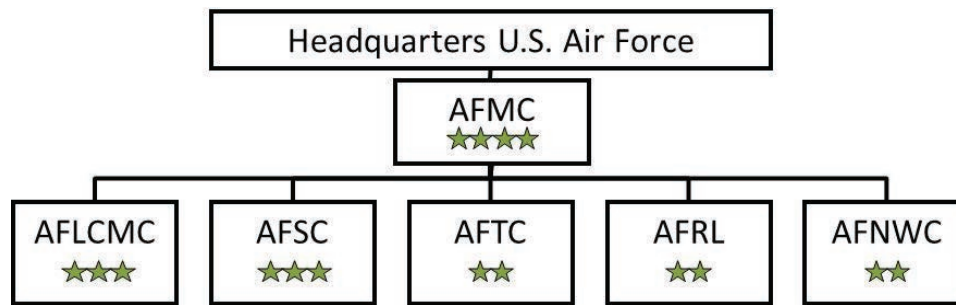 Headquarters U.S. Air Force
AFMC
AFLCMC
AFSC
AFTC
AFRL
AFNWC